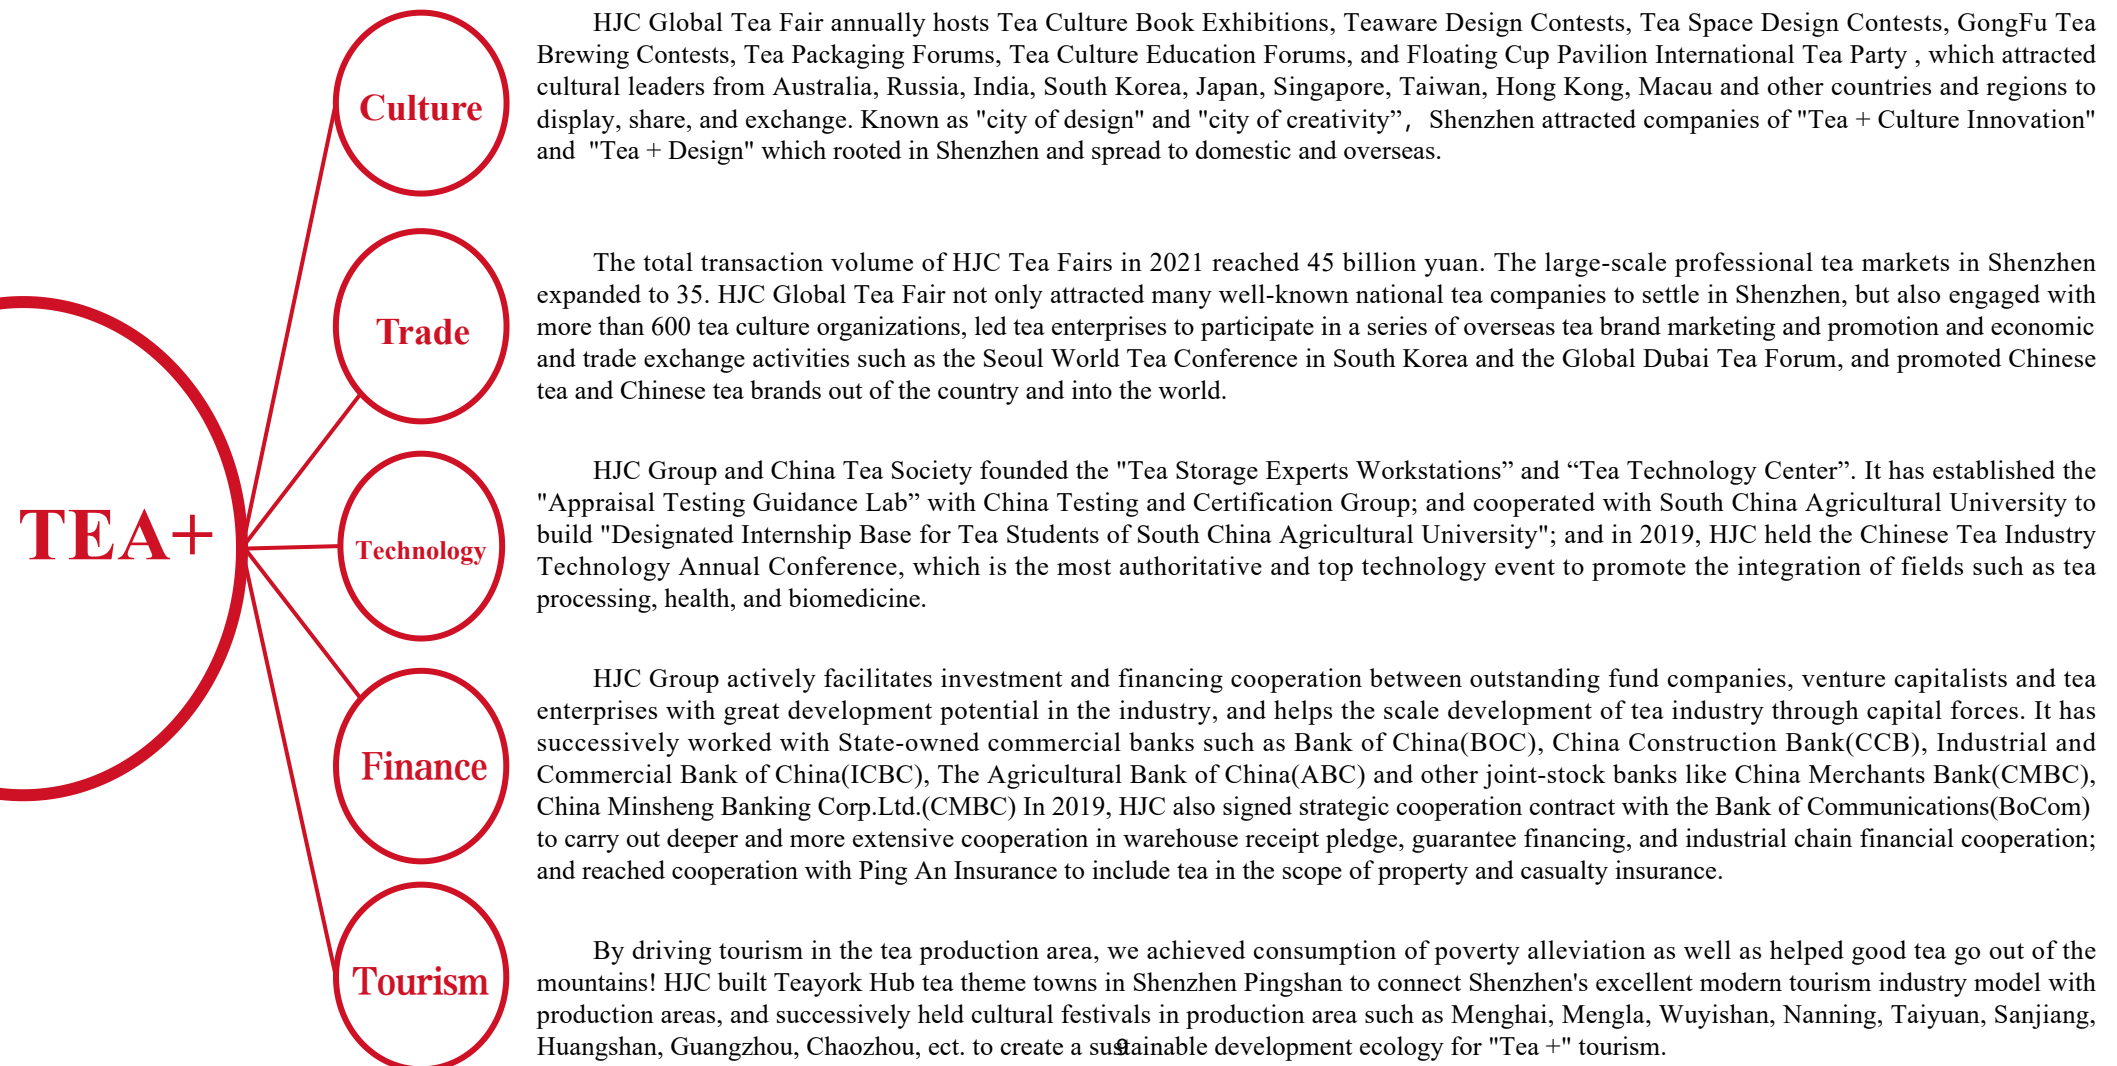 TEA+
Culture
HJC Global Tea Fair annually hosts Tea Culture Book Exhibitions, Teaware Design Contests, Tea Space Design Contests, GongFu Tea
Brewing Contests, Tea Packaging Forums, Tea Culture Education Forums, and Floating Cup Pavilion International Tea Party , which attracted
cultural leaders from Australia, Russia, India, South Korea, Japan, Singapore, Taiwan, Hong Kong, Macau and other countries and regions to
display, share, and exchange. Known as "city of design" and "city of creativity”, Shenzhen attracted companies of "Tea + Culture Innovation"
and "Tea + Design" which rooted in Shenzhen and spread to domestic and overseas.
Trade
The total transaction volume of HJC Tea Fairs in 2021 reached 45 billion yuan. The large-scale professional tea markets in Shenzhen
expanded to 35. HJC Global Tea Fair not only attracted many well-known national tea companies to settle in Shenzhen, but also engaged with
more than 600 tea culture organizations, led tea enterprises to participate in a series of overseas tea brand marketing and promotion and economic
and trade exchange activities such as the Seoul World Tea Conference in South Korea and the Global Dubai Tea Forum, and promoted Chinese
tea and Chinese tea brands out of the country and into the world.
Technology
HJC Group and China Tea Society founded the "Tea Storage Experts Workstations” and “Tea Technology Center”. It has established the
"Appraisal Testing Guidance Lab” with China Testing and Certification Group; and cooperated with South China Agricultural University to
build "Designated Internship Base for Tea Students of South China Agricultural University"; and in 2019, HJC held the Chinese Tea Industry
Technology Annual Conference, which is the most authoritative and top technology event to promote the integration of fields such as tea
processing, health, and biomedicine.
Finance
HJC Group actively facilitates investment and financing cooperation between outstanding fund companies, venture capitalists and tea
enterprises with great development potential in the industry, and helps the scale development of tea industry through capital forces. It has
successively worked with State-owned commercial banks such as Bank of China(BOC), China Construction Bank(CCB), Industrial and
Commercial Bank of China(ICBC), The Agricultural Bank of China(ABC) and other joint-stock banks like China Merchants Bank(CMBC),
China Minsheng Banking Corp.Ltd.(CMBC) In 2019, HJC also signed strategic cooperation contract with the Bank of Communications(BoCom)
to carry out deeper and more extensive cooperation in warehouse receipt pledge, guarantee financing, and industrial chain financial cooperation;
and reached cooperation with Ping An Insurance to include tea in the scope of property and casualty insurance.
Tourism
By driving tourism in the tea production area, we achieved consumption of poverty alleviation as well as helped good tea go out of the
mountains! HJC built Teayork Hub tea theme towns in Shenzhen Pingshan to connect Shenzhen's excellent modern tourism industry model with
production areas, and successively held cultural festivals in production area such as Menghai, Mengla, Wuyishan, Nanning, Taiyuan, Sanjiang,
Huangshan, Guangzhou, Chaozhou, ect. to create a sustainable development ecology for "Tea +" tourism.
9